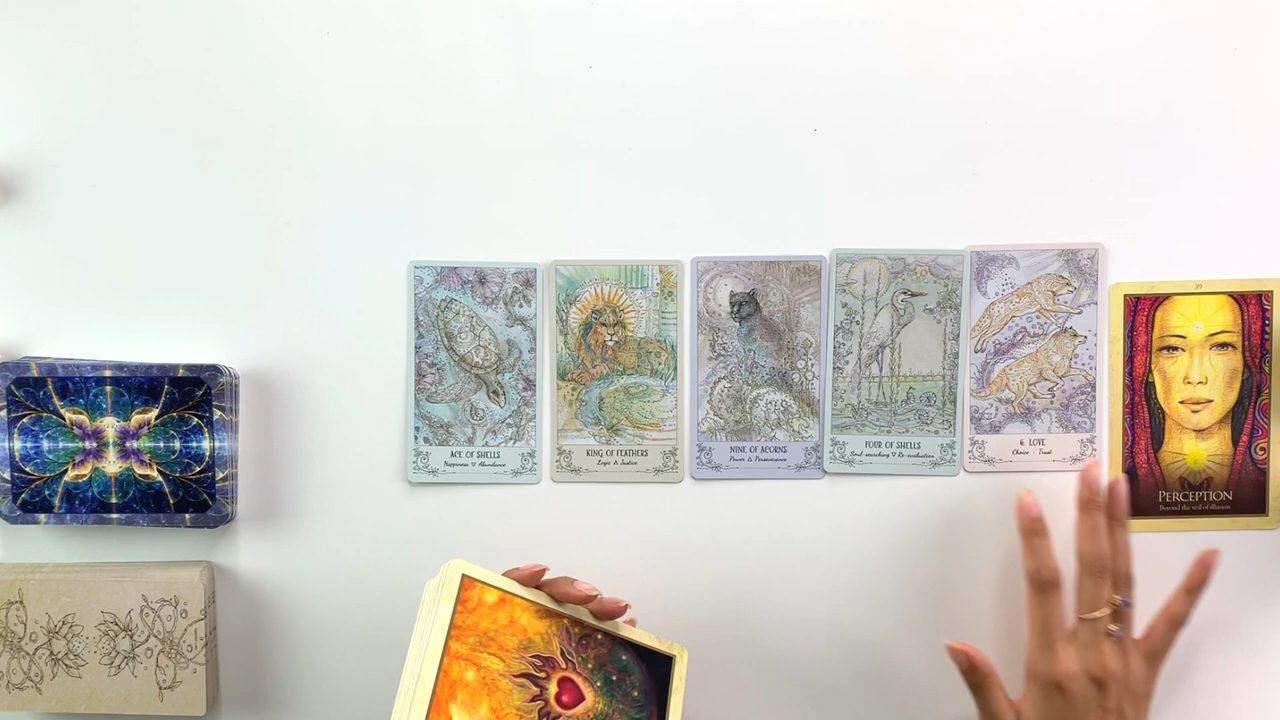 ACE OF SHELLS
Happiness ▽ Abundance
KING OF FEATHERS
Logic △ Justice
NINE OF ACORNS
Power △ Perseverance
FOUR OF SHELLS
Soul-searching ▽ Re-evaluation
6. LOVE
Choice · Trust
39
PERCEPTION
Beyond the veil of illusion